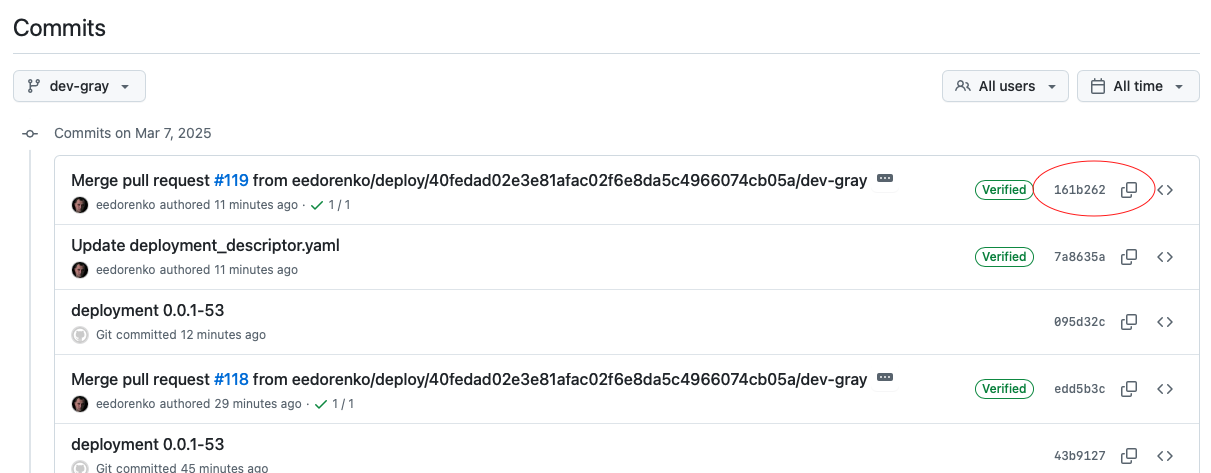 Commits
dev-gray
All users
All time
Commits on Mar 7, 2025
Merge pull request #119 from eedorenko/deploy/40fedad02e3e81afac02f6e8da5c4966074cb05a/dev-gray
Verified
161b262
eedorenko authored 11 minutes ago · 1 / 1
Update deployment_descriptor.yaml
Verified
7a8635a
eedorenko authored 11 minutes ago
deployment 0.0.1-53
095d32c
Git committed 12 minutes ago
Merge pull request #118 from eedorenko/deploy/40fedad02e3e81afac02f6e8da5c4966074cb05a/dev-gray
Verified
edd5b3c
eedorenko authored 29 minutes ago · 1 / 1
deployment 0.0.1-53
43b9127
Git committed 45 minutes ago